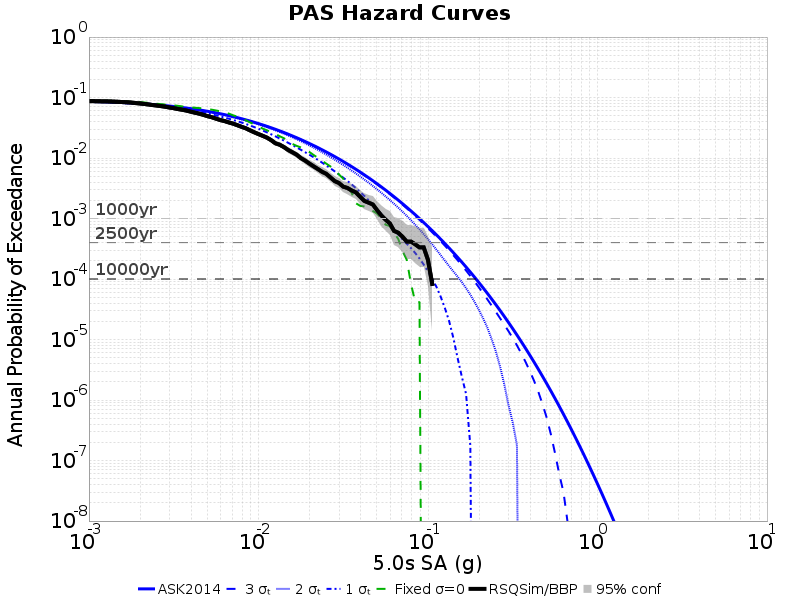 PAS Hazard Curves
Annual Probability of Exceedance
10^0
10^-1
10^-2
10^-3
10^-4
10^-5
10^-6
10^-7
10^-8
1000yr
2500yr
10000yr
10^-3 10^-2 10^-1 10^0 10^1
5.0s SA (g)
ASK2014 3 σₜ 2 σₜ 1 σₜ Fixed σ=0 RSQSim/BBP 95% conf